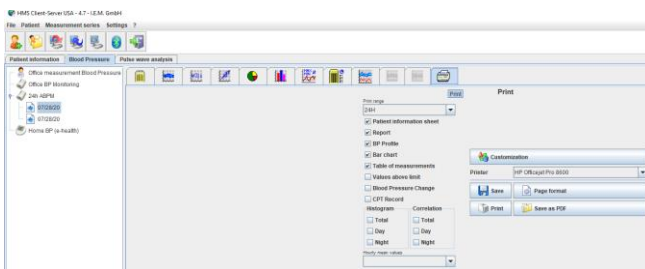 HMS Client-Server USA - 4.7 - I.E.M. GmbH
File Patient Measurement series Settings ?
Patient information Blood Pressure Pulse wave analysis
Office measurement Blood Pressure
Office BP Monitoring
24h ABPM
07/28/20
07/28/20
Home BP (e-health)
Print
Print
Print range
24H
Patient information sheet
Report
BP Profile
Bar chart
Table of measurements
Values above limit
Blood Pressure Change
CPT Record
Histogram Correlation
Total Total
Day Day
Night Night
Priority mean values
Customization
Printer HP Officejet Pro 8600
Save Page format
Print Save as PDF